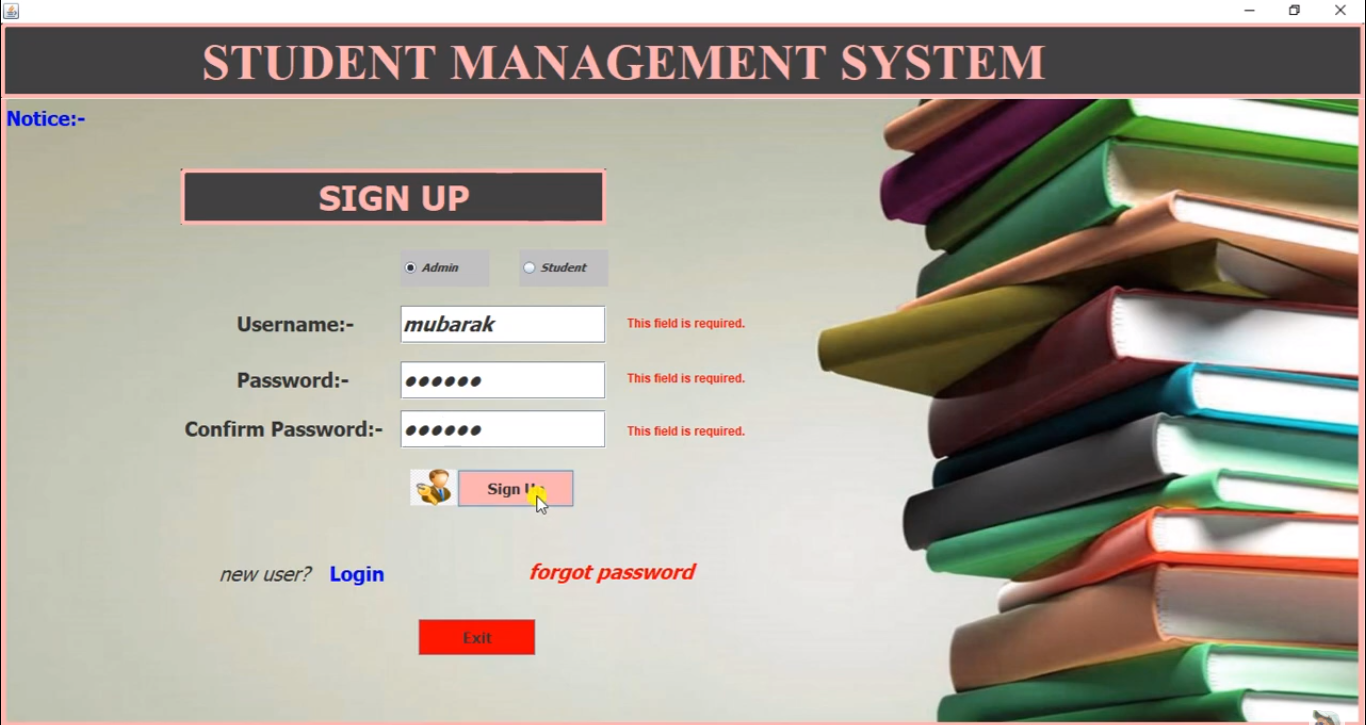 STUDENT MANAGEMENT SYSTEM
Notice:-
SIGN UP
Admin Student
Username:- mubarak This field is required.
Password:- ●●●●●● This field is required.
Confirm Password:- ●●●●●● This field is required.
Sign
new user? Login forgot password
Exit